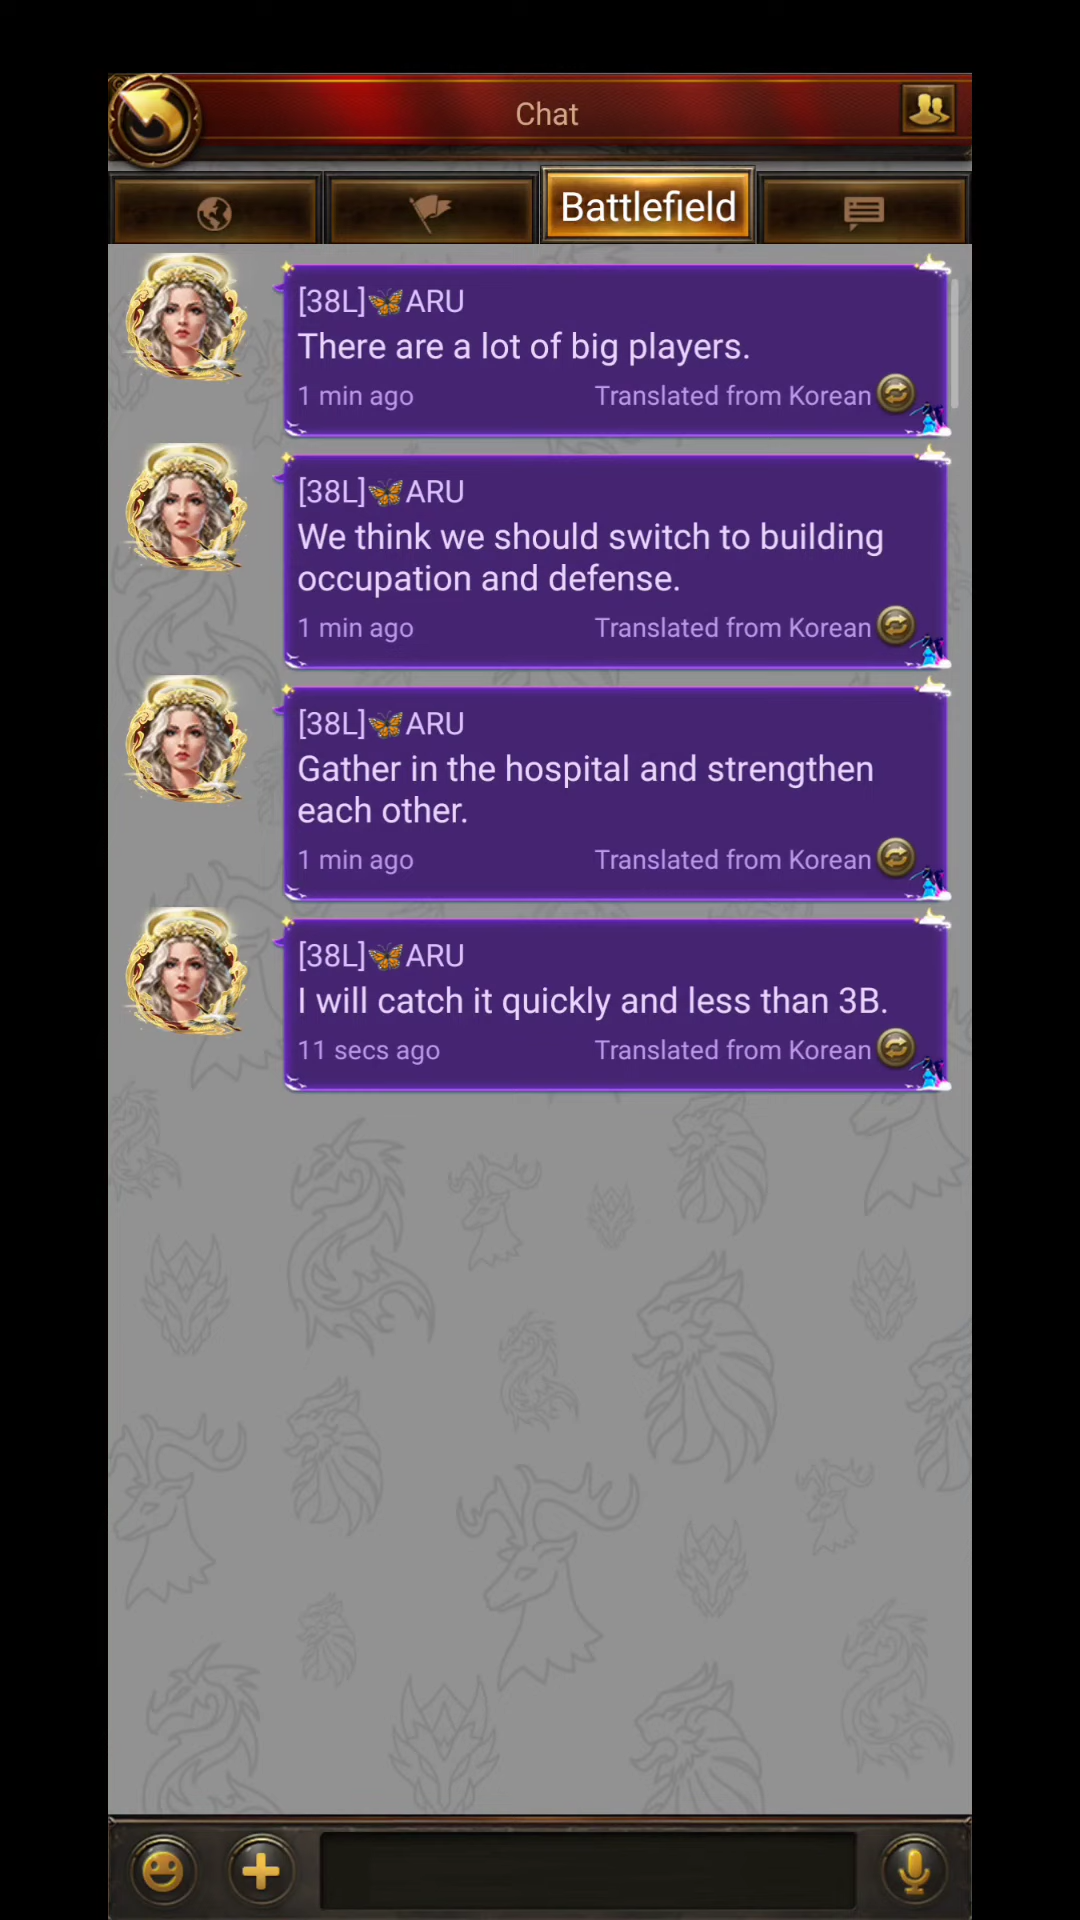 Chat
Battlefield
[38L]🦋ARU
There are a lot of big players.
1 min ago Translated from Korean
[38L]🦋ARU
We think we should switch to building
occupation and defense.
1 min ago Translated from Korean
[38L]🦋ARU
Gather in the hospital and strengthen
each other.
1 min ago Translated from Korean
[38L]🦋ARU
I will catch it quickly and less than 3B.
11 secs ago Translated from Korean